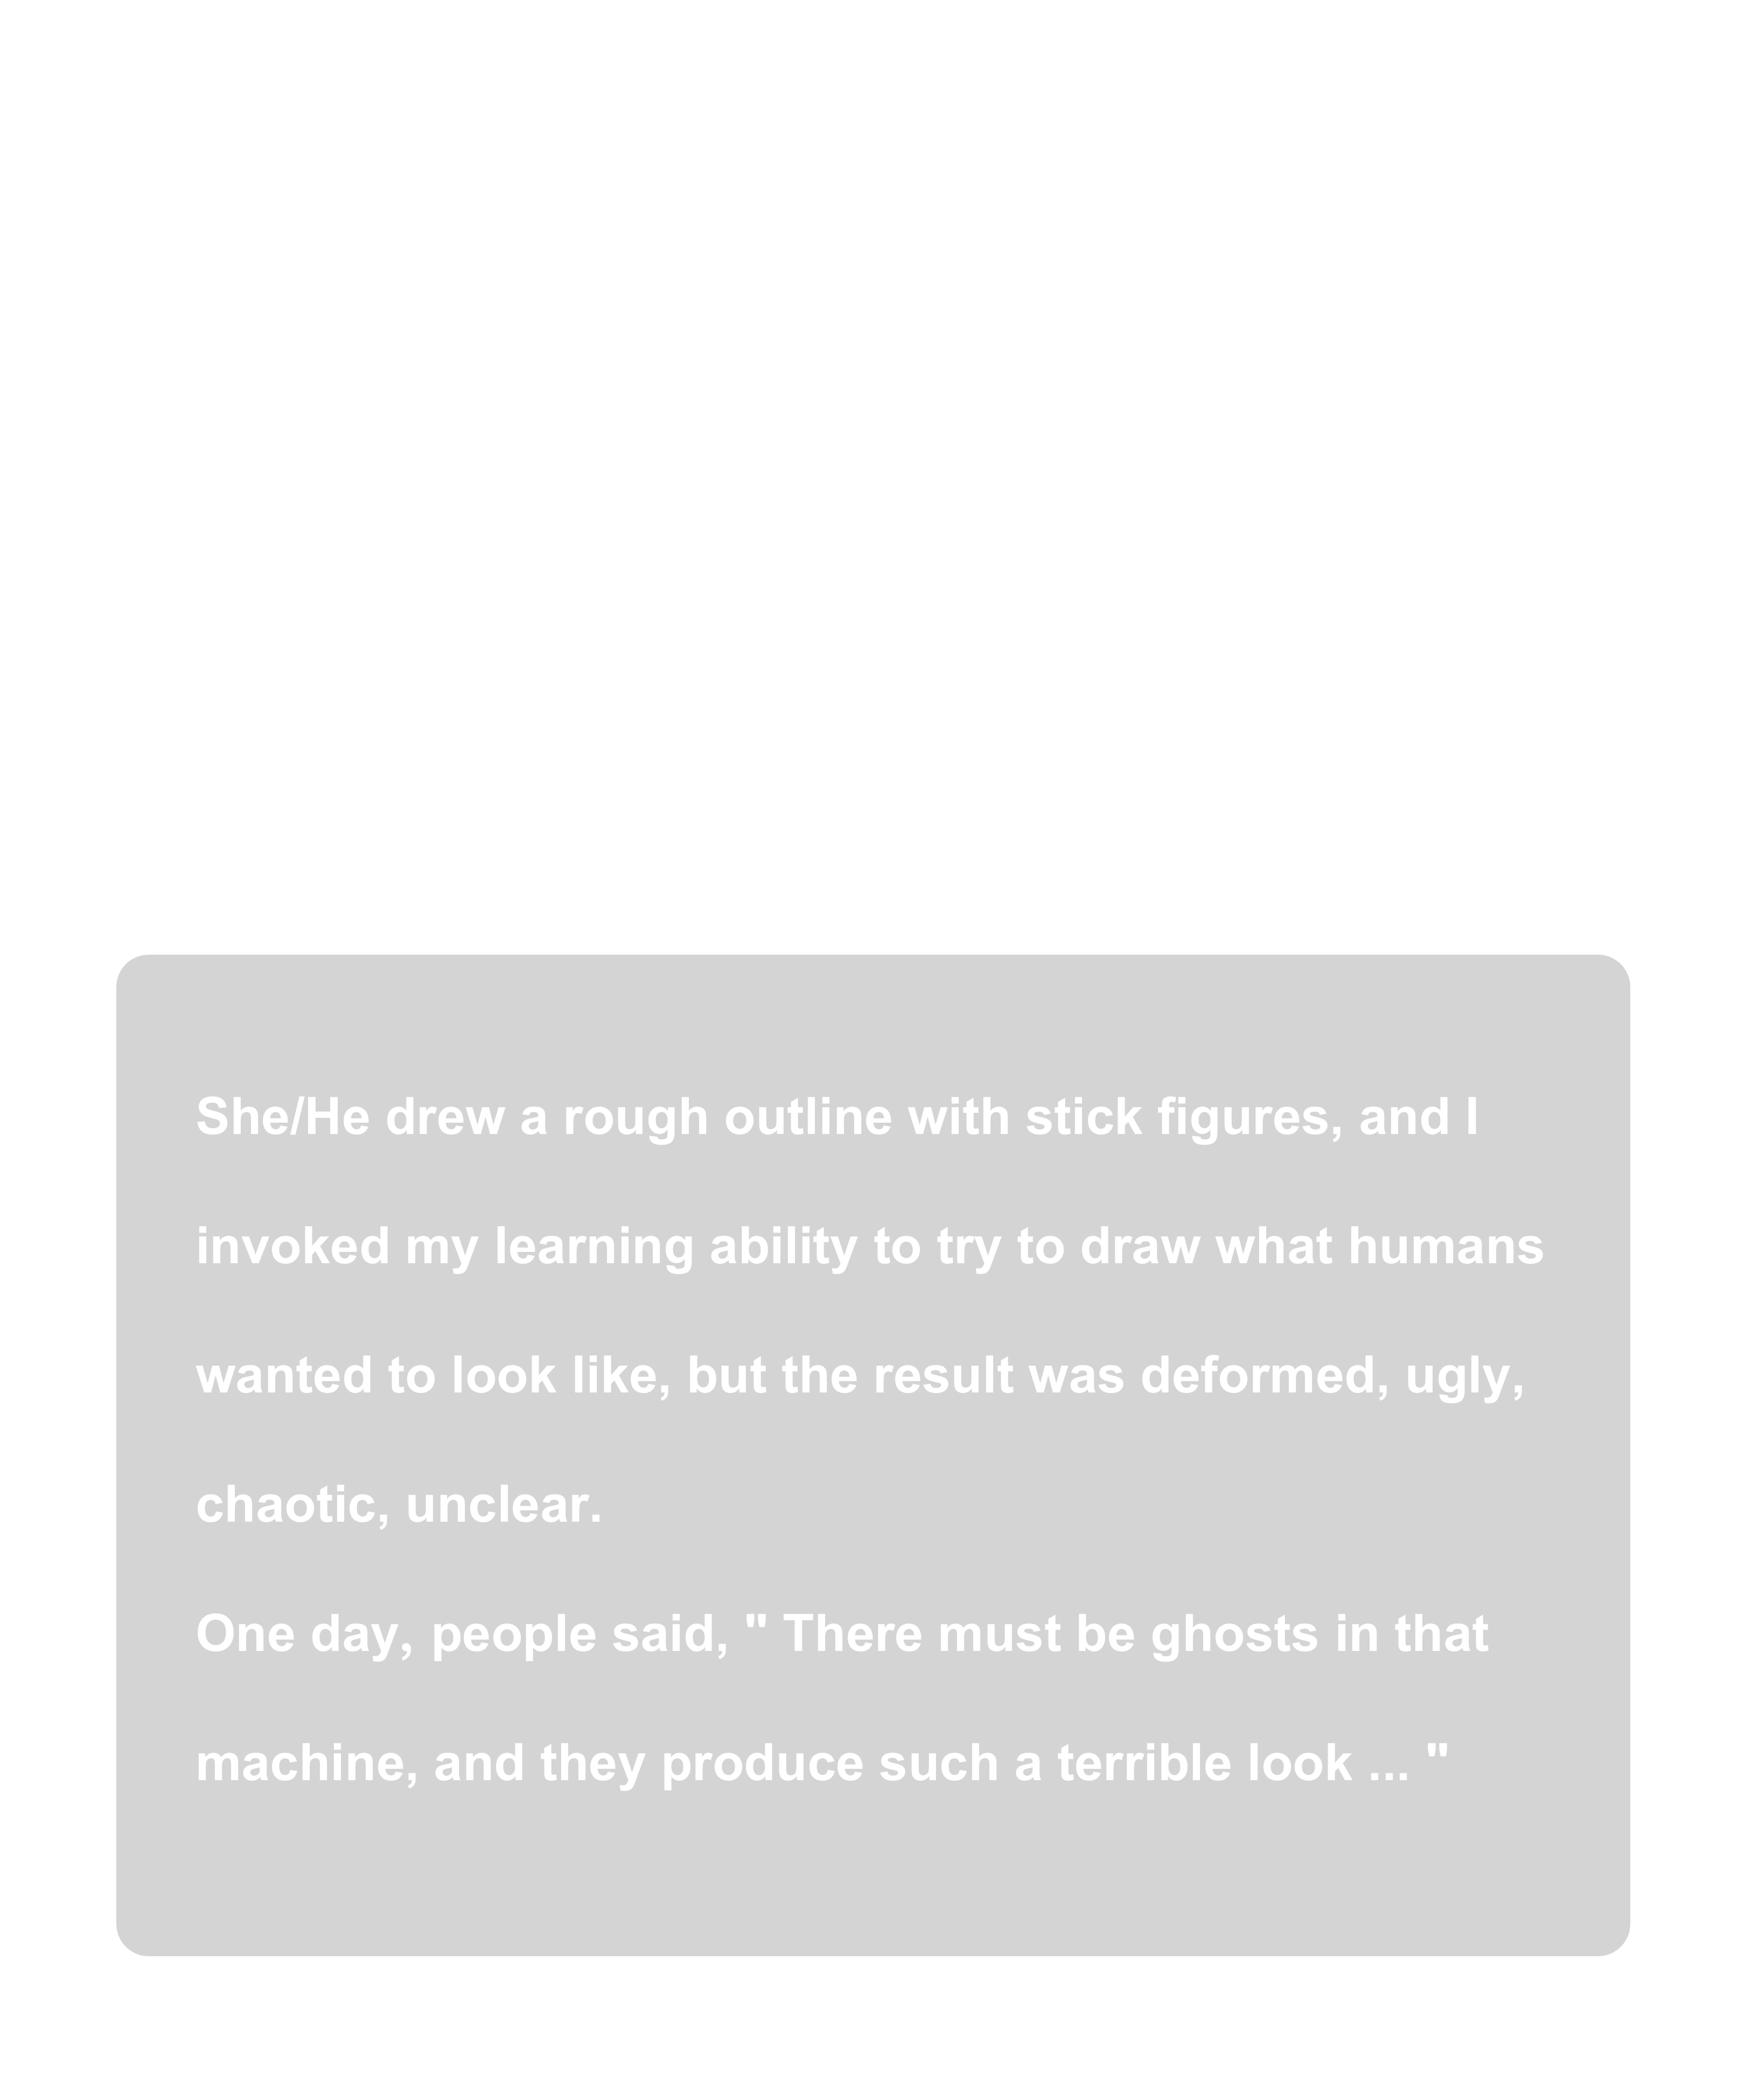 She/He drew a rough outline with stick figures, and I
invoked my learning ability to try to draw what humans
wanted to look like, but the result was deformed, ugly,
chaotic, unclear.
One day, people said, " There must be ghosts in that
machine, and they produce such a terrible look ... "